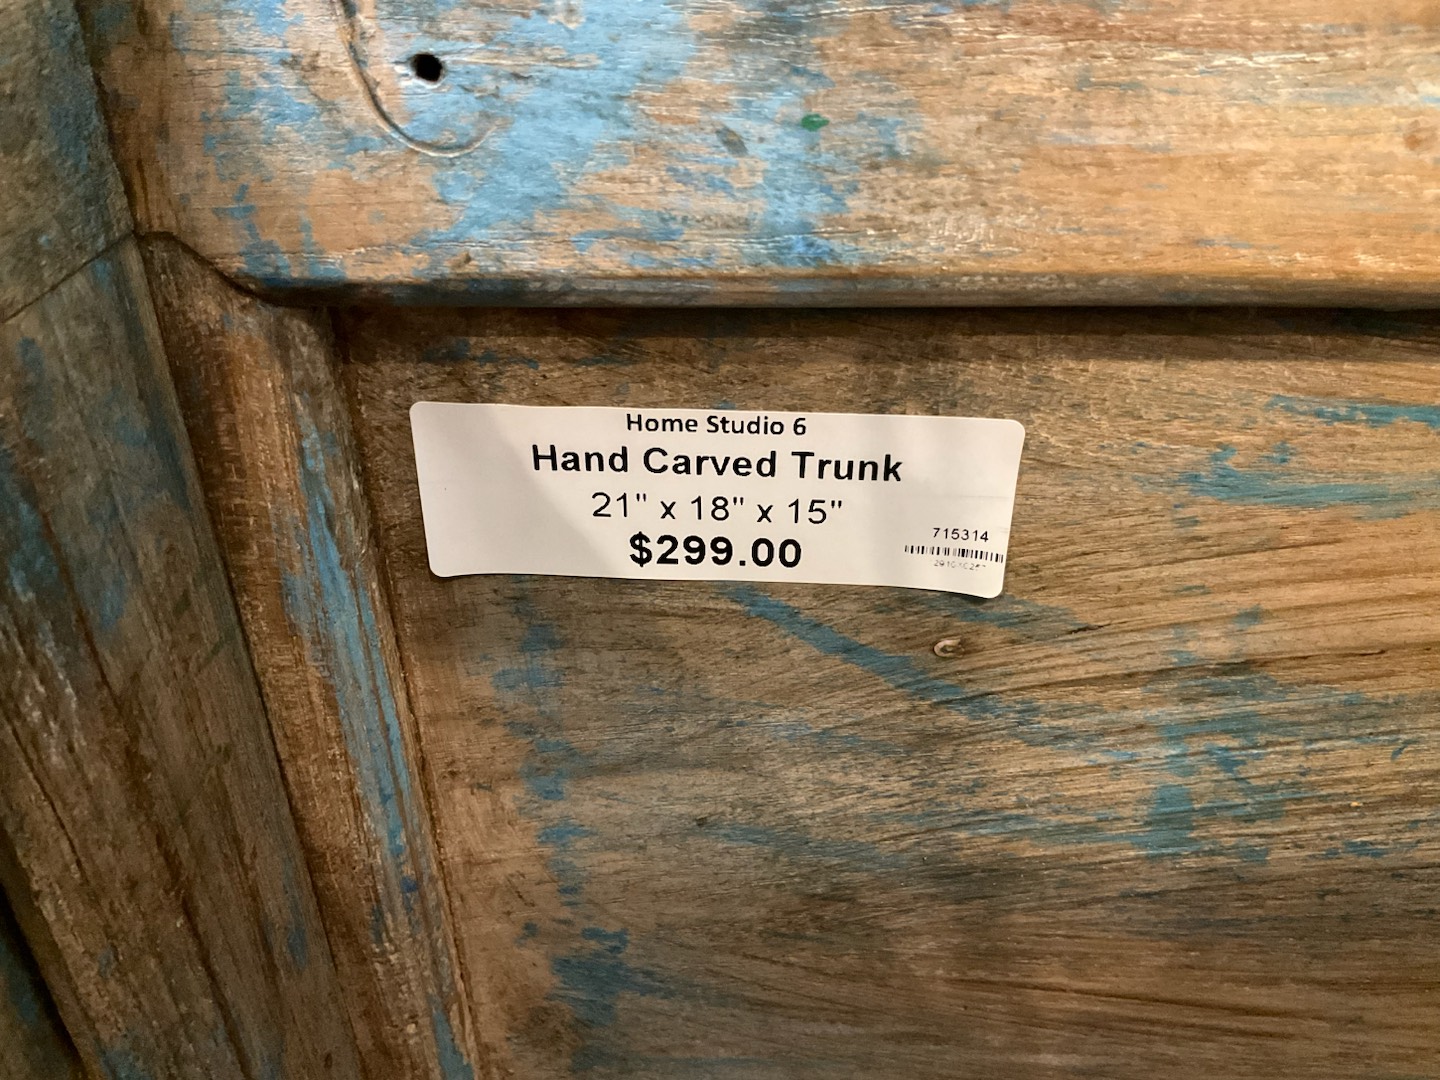 Home Studio 6
Hand Carved Trunk
21" x 18" x 15"
$299.00
715314